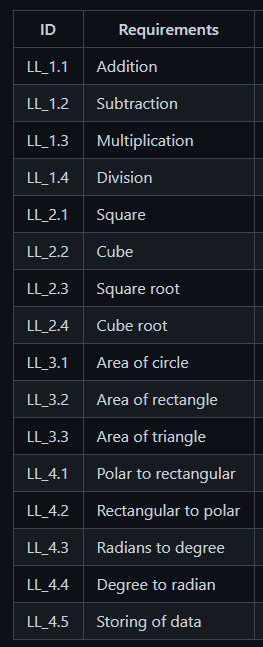 ID Requirements
LL_1.1 Addition
LL_1.2 Subtraction
LL_1.3 Multiplication
LL_1.4 Division
LL_2.1 Square
LL_2.2 Cube
LL_2.3 Square root
LL_2.4 Cube root
LL_3.1 Area of circle
LL_3.2 Area of rectangle
LL_3.3 Area of triangle
LL_4.1 Polar to rectangular
LL_4.2 Rectangular to polar
LL_4.3 Radians to degree
LL_4.4 Degree to radian
LL_4.5 Storing of data